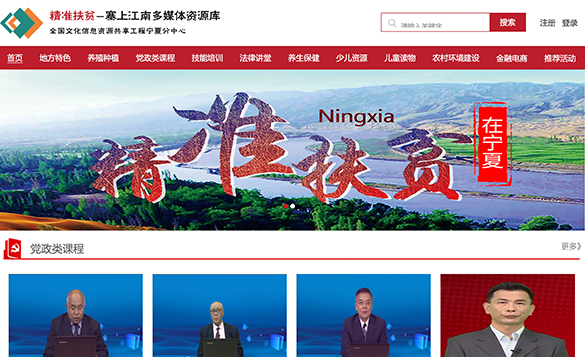 精准扶贫-塞上江南多媒体资源库
全国文化信息资源共享工程宁夏分中心
请输入关键字
搜索
注册 登录
首页 地方特色 养殖种植 党政类课程 技能培训 法律讲堂 养生保健 少儿资源 儿童读物 农村环境建设 金融电商 推荐活动
Ningxia
精准扶贫
在宁夏
党政类课程
更多》